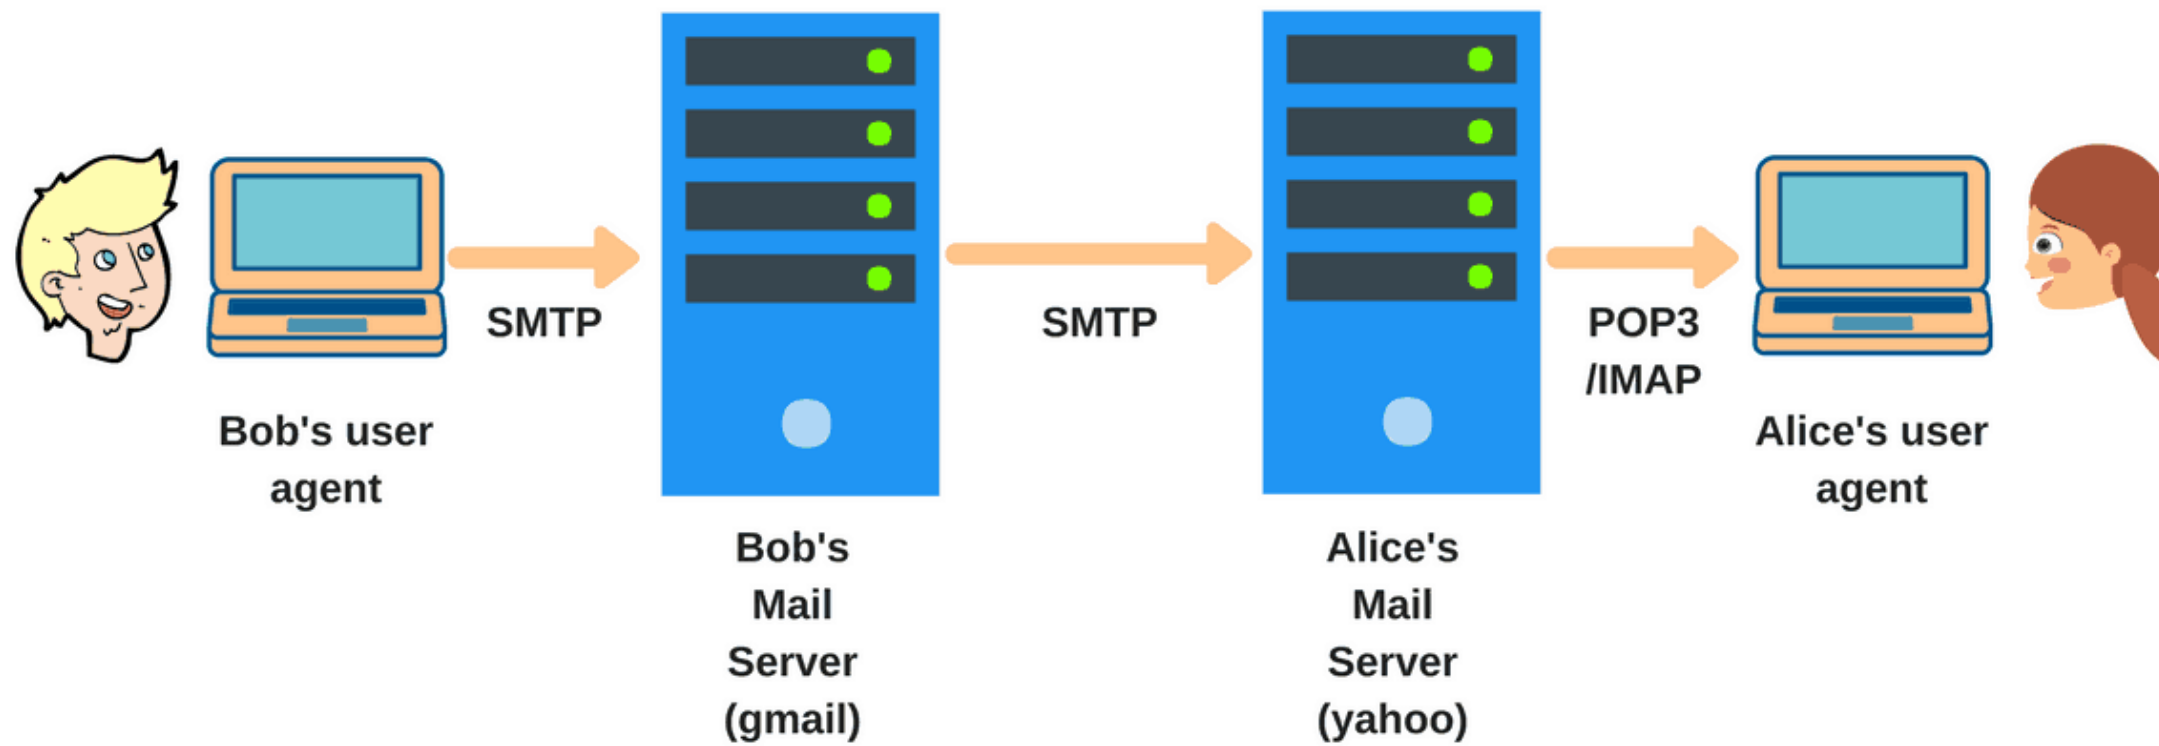 SMTP
SMTP
POP3
/IMAP
Bob's user
agent
Alice's user
agent
Bob's
Mail
Server
(gmail)
Alice's
Mail
Server
(yahoo)